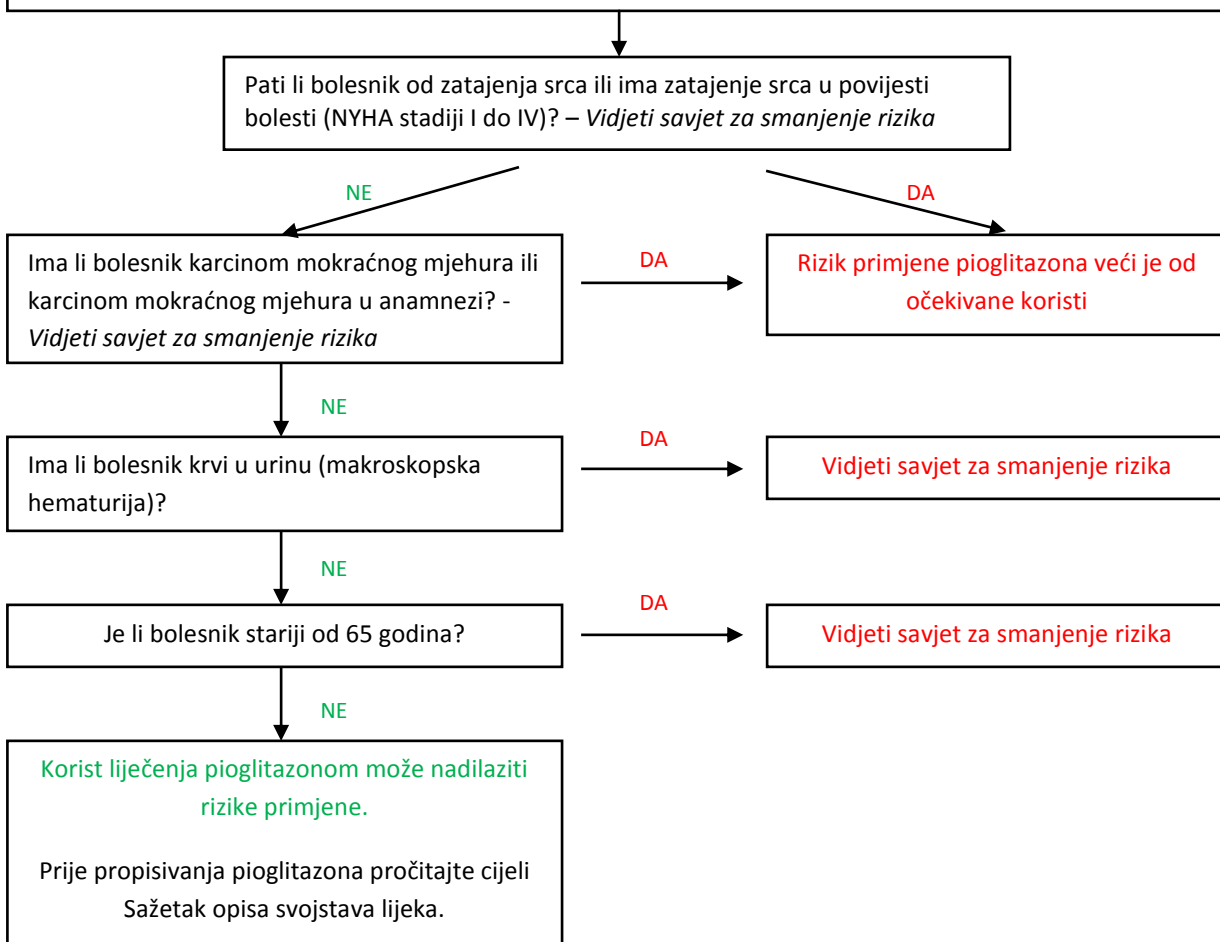 Pati li bolesnik od zatajenja srca ili ima zatajenje srca u povijesti
bolesti (NYHA stadiji I do IV)? – Vidjeti savjet za smanjenje rizika
NE
DA
Ima li bolesnik karcinom mokraćnog mjehura ili
karcinom mokraćnog mjehura u anamnezi? -
Vidjeti savjet za smanjenje rizika
DA
Rizik primjene pioglitazona veći je od
očekivane koristi
NE
Ima li bolesnik krvi u urinu (makroskopska
hematurija)?
DA
Vidjeti savjet za smanjenje rizika
NE
Je li bolesnik stariji od 65 godina?
DA
Vidjeti savjet za smanjenje rizika
NE
Korist liječenja pioglitazonom može nadilaziti
rizike primjene.
Prije propisivanja pioglitazona pročitajte cijeli
Sažetak opisa svojstava lijeka.